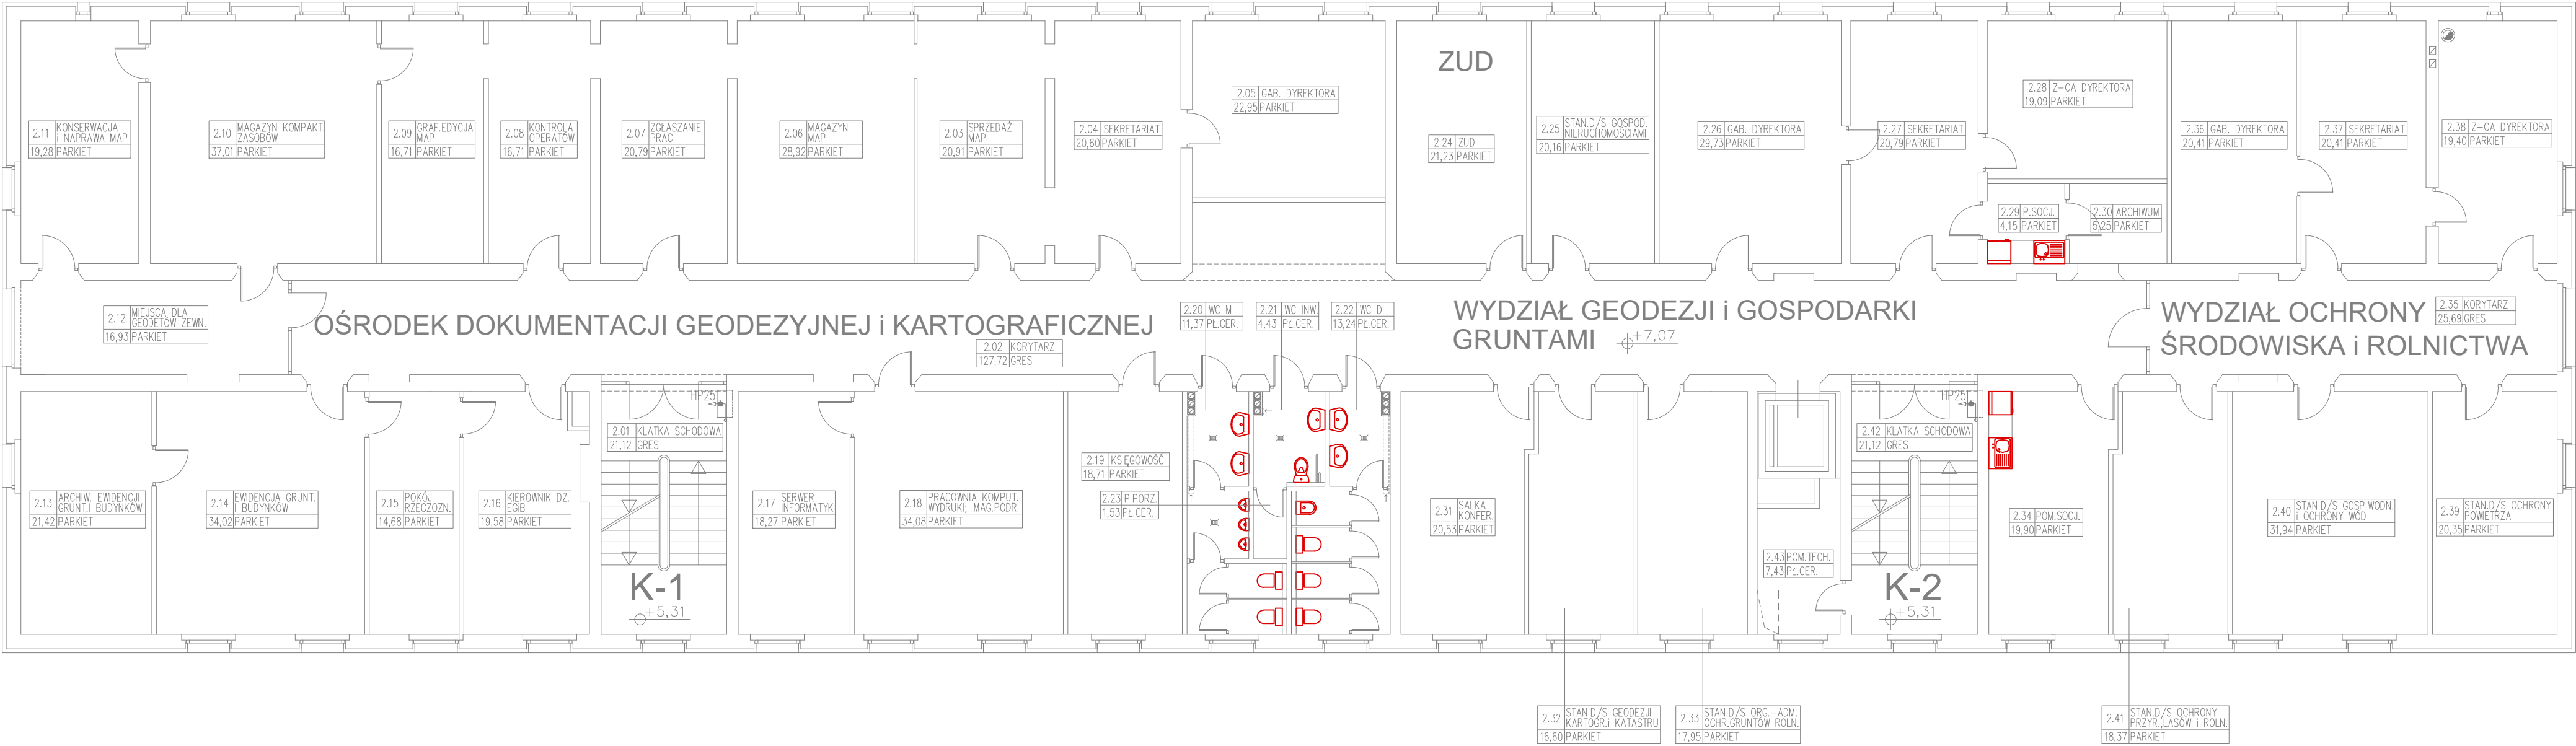 2.11 KONSERWACJA
i NAPRAWA MAP
19,28 PARKIET
2.10 MAGAZYN KOMPAKT.
ZASOBÓW
37,01 PARKIET
2.09 GRAF.EDYCJA
MAP
16,71 PARKIET
2.08 KONTROLA
OPERATÓW
16,71 PARKIET
2.07 ZGŁASZANIE
PRAC
20,79 PARKIET
2.06 MAGAZYN
MAP
28,92 PARKIET
2.03 SPRZEDAŻ
MAP
20,91 PARKIET
2.04 SEKRETARIAT
20,60 PARKIET
2.05 GAB. DYREKTORA
22,95 PARKIET
ZUD
2.24 ZUD
21,23 PARKIET
2.25 STAN.D/S GOSPOD.
NIERUCHOMOŚCIAMI
20,16 PARKIET
2.26 GAB. DYREKTORA
29,73 PARKIET
2.27 SEKRETARIAT
20,79 PARKIET
2.28 Z-CA DYREKTORA
19,09 PARKIET
2.29 P.SOCJ.
4,15 PARKIET
2.30 ARCHIWUM
5,25 PARKIET
2.36 GAB. DYREKTORA
20,41 PARKIET
2.37 SEKRETARIAT
20,41 PARKIET
2.38 Z-CA DYREKTORA
19,40 PARKIET
2.12 MIEJSCA DLA
GEODETÓW ZEWN.
16,93 PARKIET
OŚRODEK DOKUMENTACJI GEODEZYJNEJ i KARTOGRAFICZNEJ
2.02 KORYTARZ
127,72 GRES
2.20 WC M
11,37 PŁ.CER.
2.21 WC INW.
4,43 PŁ.CER.
2.22 WC D
13,24 PŁ.CER.
WYDZIAŁ GEODEZJI i GOSPODARKI
GRUNTAMI
+7,07
WYDZIAŁ OCHRONY
ŚRODOWISKA i ROLNICTWA
2.35 KORYTARZ
25,69 GRES
2.13 ARCHIW. EWIDENCJI
GRUNT.I BUDYNKÓW
21,42 PARKIET
2.14 EWIDENCJA GRUNT.
I BUDYNKÓW
34,02 PARKIET
2.15 POKÓJ
RZECZOZN.
14,68 PARKIET
2.16 KIEROWNIK DZ.
EGIB
19,58 PARKIET
HP25
2.01 KLATKA SCHODOWA
21,12 GRES
K-1
+5,31
2.17 SERWER
INFORMATYK
18,27 PARKIET
2.18 PRACOWNIA KOMPUT.
WYDRUKI; MAG.PODR.
34,08 PARKIET
2.19 KSIĘGOWOŚĆ
18,71 PARKIET
2.23 P.PORZ.
1,53 PŁ.CER.
2.31 SALKA
KONFER.
20,53 PARKIET
2.43 POM.TECH.
7,43 PŁ.CER.
HP25
2.42 KLATKA SCHODOWA
21,12 GRES
K-2
+5,31
2.34 POM.SOCJ.
19,90 PARKIET
2.40 STAN.D/S GOSP.WODN.
i OCHRONY WÓD
31,94 PARKIET
2.39 STAN.D/S OCHRONY
POWIETRZA
20,35 PARKIET
2.32 STAN.D/S GEODEZJI
KARTOGR.i KATASTRU
16,60 PARKIET
2.33 STAN.D/S ORG.-ADM.
OCHR.GRUNTÓW ROLN.
17,95 PARKIET
2.41 STAN.D/S OCHRONY
PRZYR.,LASÓW i ROLN.
18,37 PARKIET